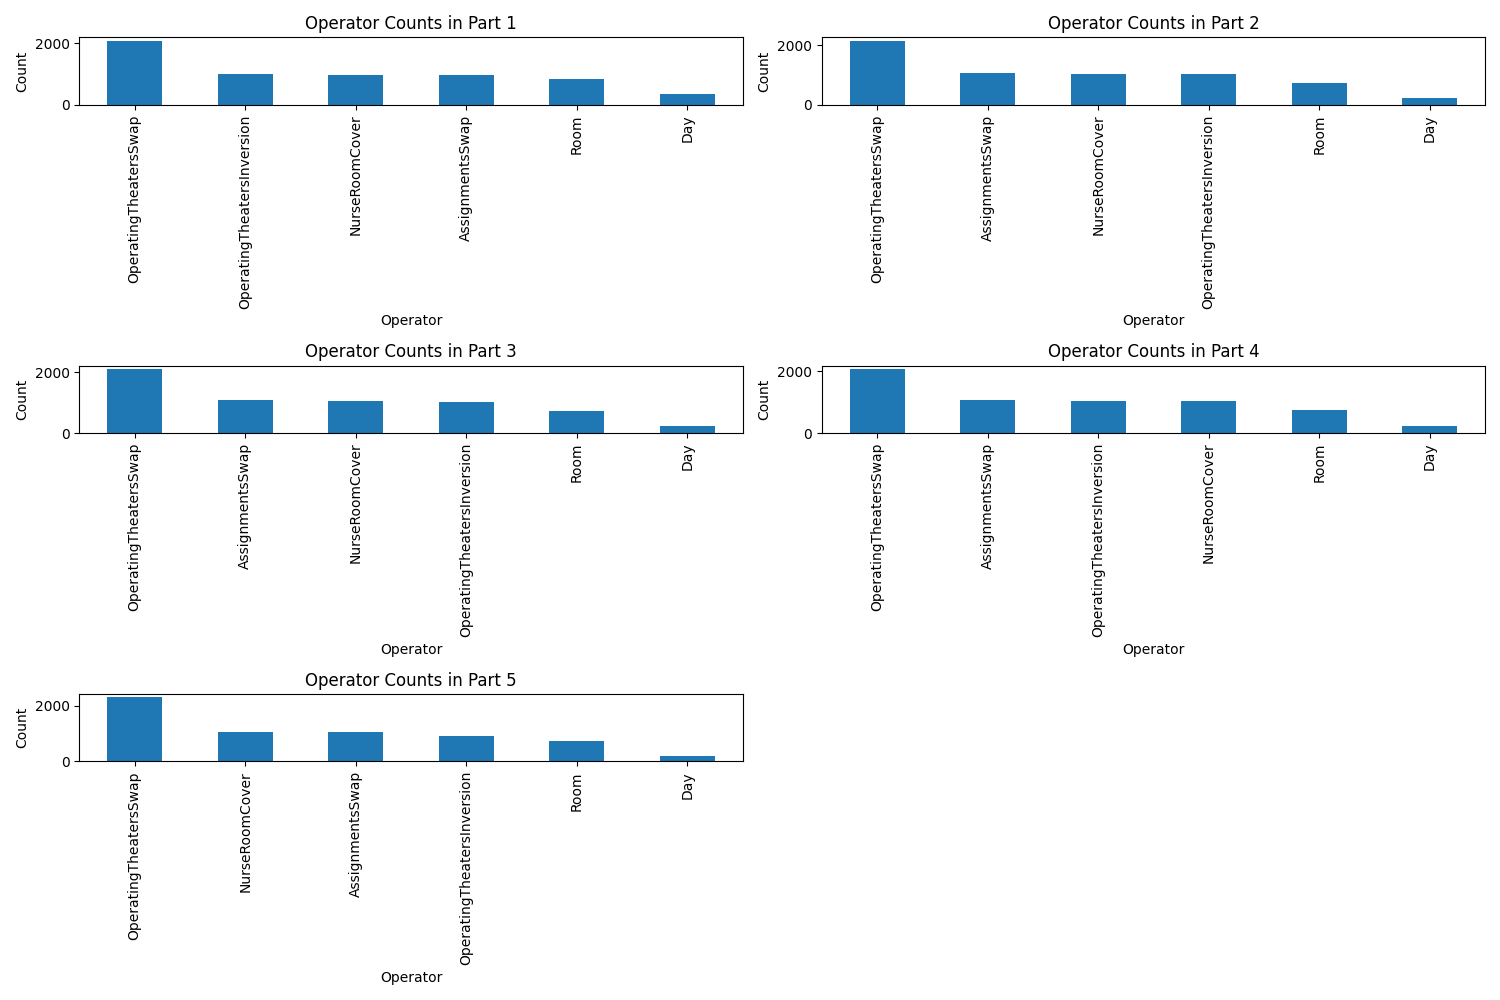 Operator Counts in Part 1
Count
2000
0
OperatingTheatersSwap
OperatingTheatersInversion
NurseRoomCover
AssignmentsSwap
Room
Day
Operator
Operator Counts in Part 2
Count
2000
0
OperatingTheatersSwap
AssignmentsSwap
NurseRoomCover
OperatingTheatersInversion
Room
Day
Operator
Operator Counts in Part 3
Count
2000
0
OperatingTheatersSwap
AssignmentsSwap
NurseRoomCover
OperatingTheatersInversion
Room
Day
Operator
Operator Counts in Part 4
Count
2000
0
OperatingTheatersSwap
AssignmentsSwap
OperatingTheatersInversion
NurseRoomCover
Room
Day
Operator
Operator Counts in Part 5
Count
2000
0
OperatingTheatersSwap
NurseRoomCover
AssignmentsSwap
OperatingTheatersInversion
Room
Day
Operator